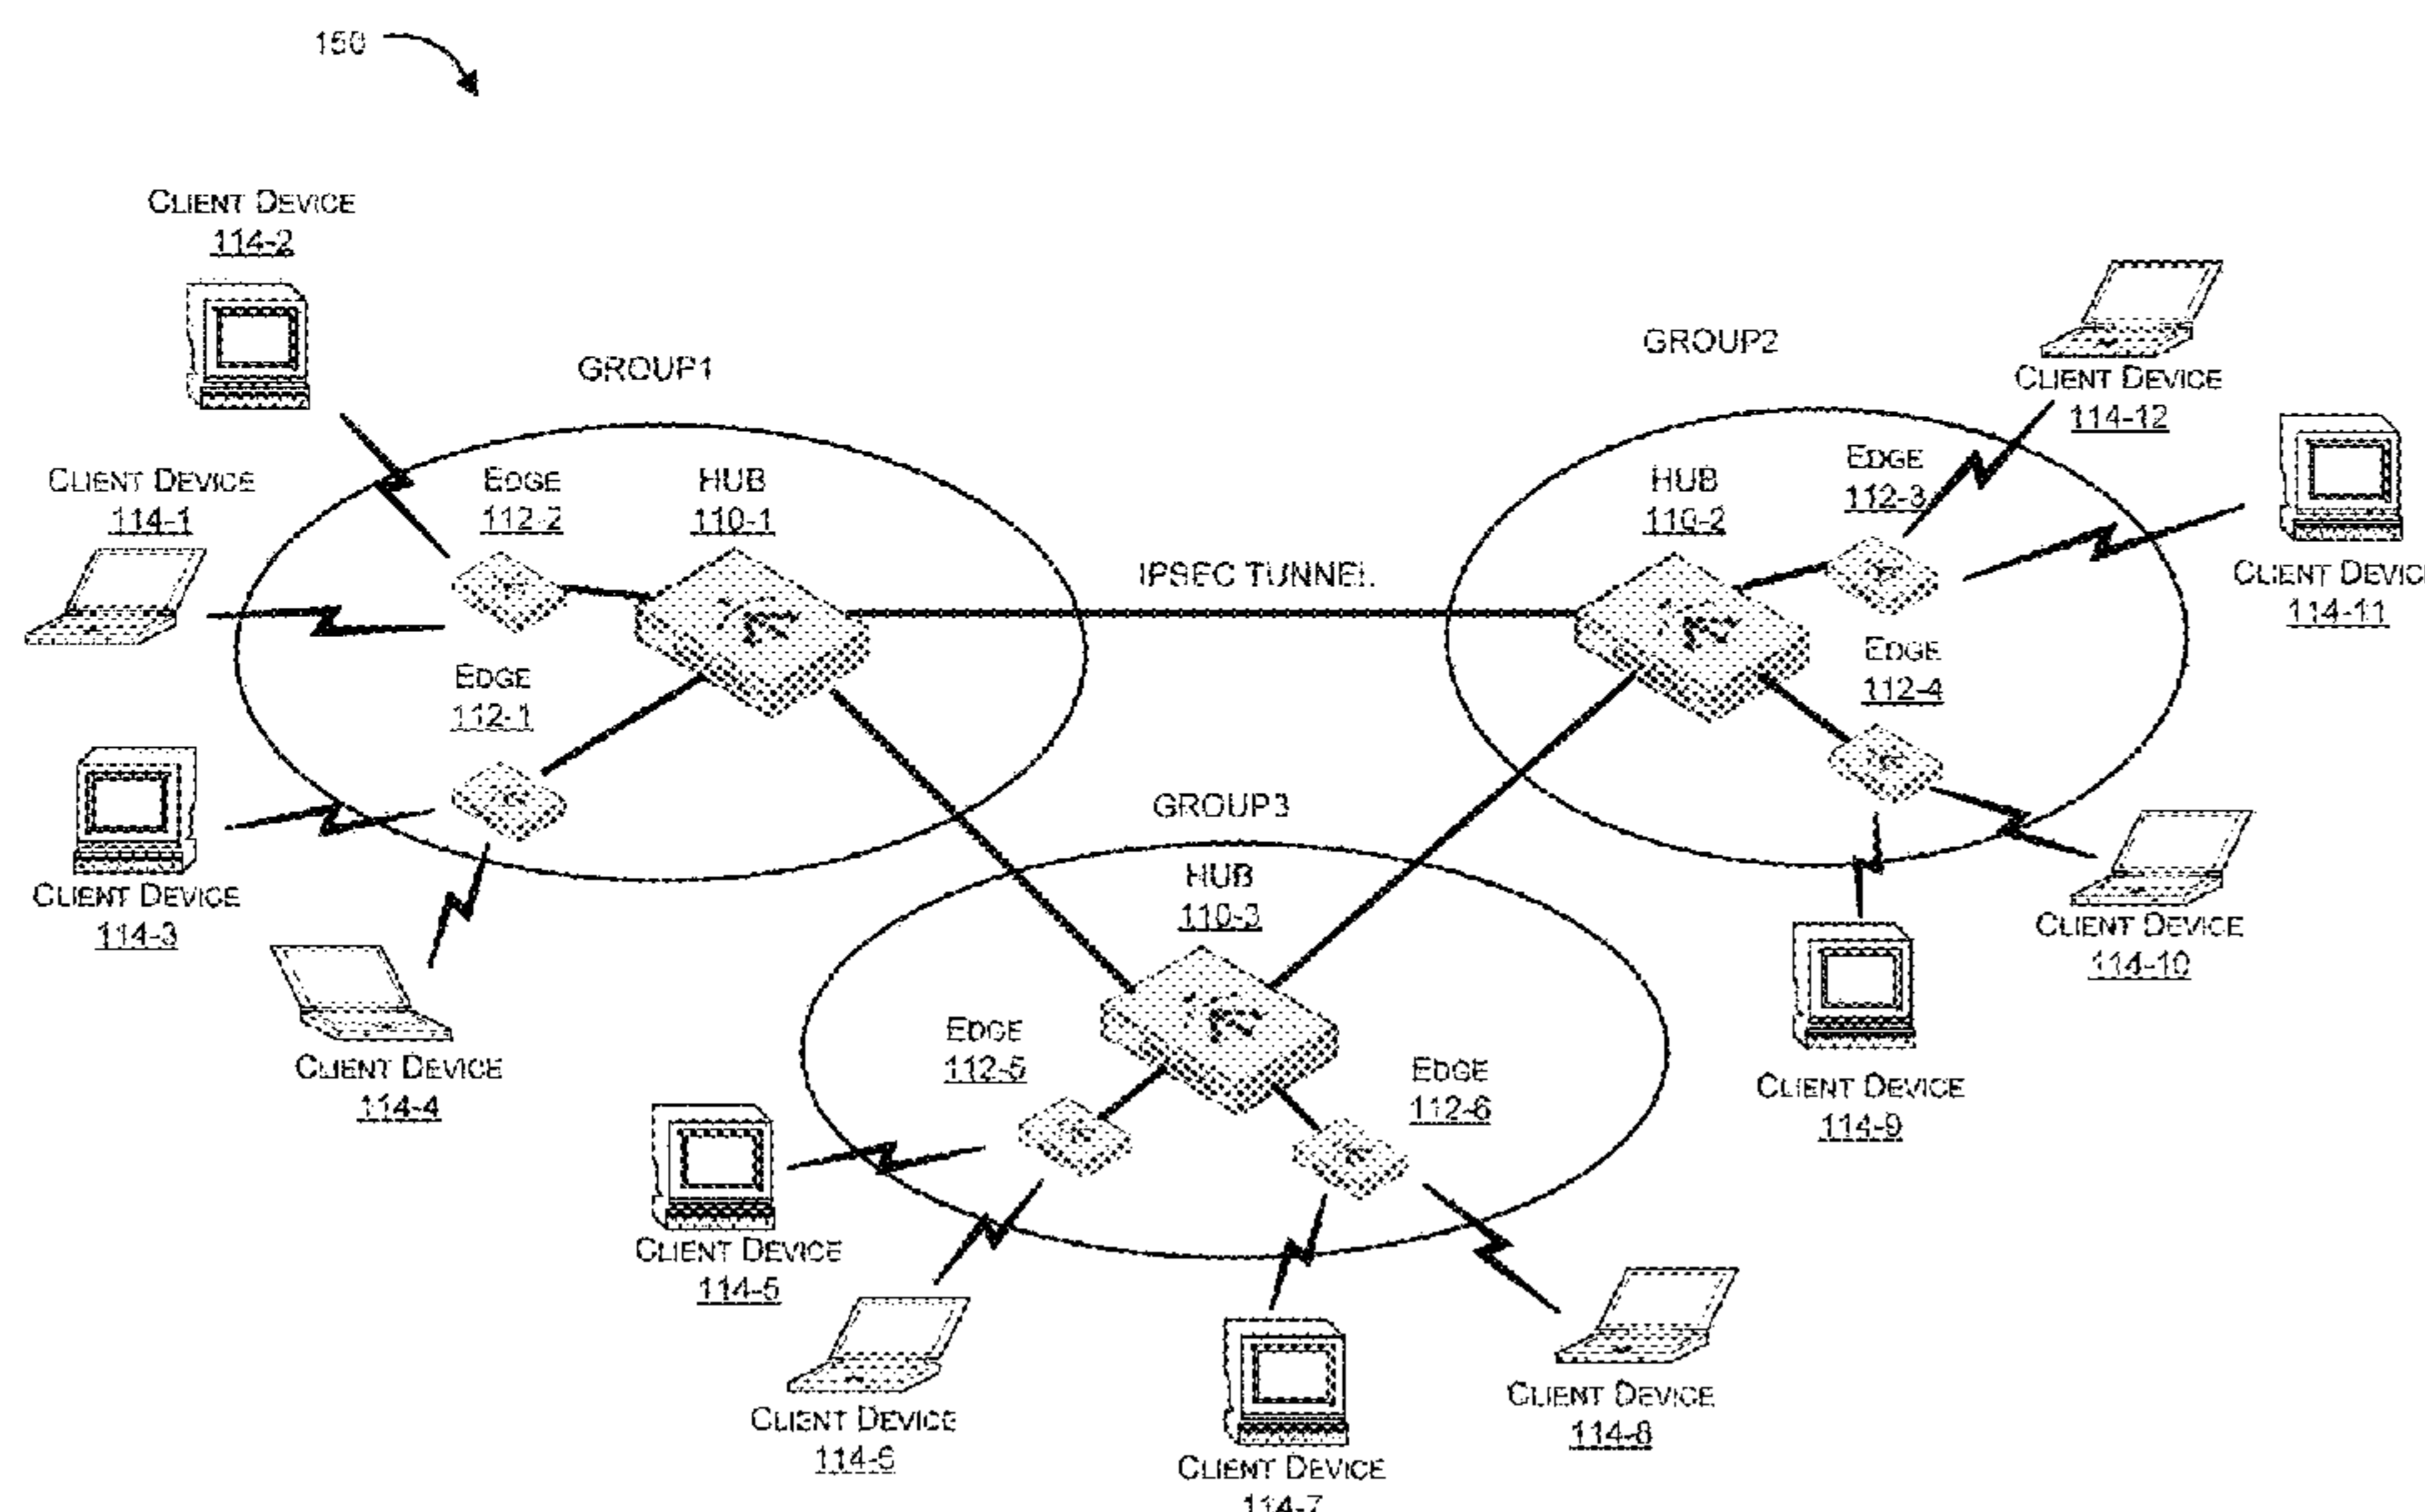 150
CLIENT DEVICE
114-2
GROUP1
GROUP2
CLIENT DEVICE
114-12
CLIENT DEVICE
114-1
EDGE
112-2
HUB
110-1
IPSEC TUNNEL
HUB
110-2
EDGE
112-3
CLIENT DEVICE
114-11
EDGE
112-1
EDGE
112-4
CLIENT DEVICE
114-3
GROUP3
HUB
110-3
CLIENT DEVICE
114-10
CLIENT DEVICE
114-4
EDGE
112-5
EDGE
112-6
CLIENT DEVICE
114-9
CLIENT DEVICE
114-5
CLIENT DEVICE
114-6
CLIENT DEVICE
114-7
CLIENT DEVICE
114-8